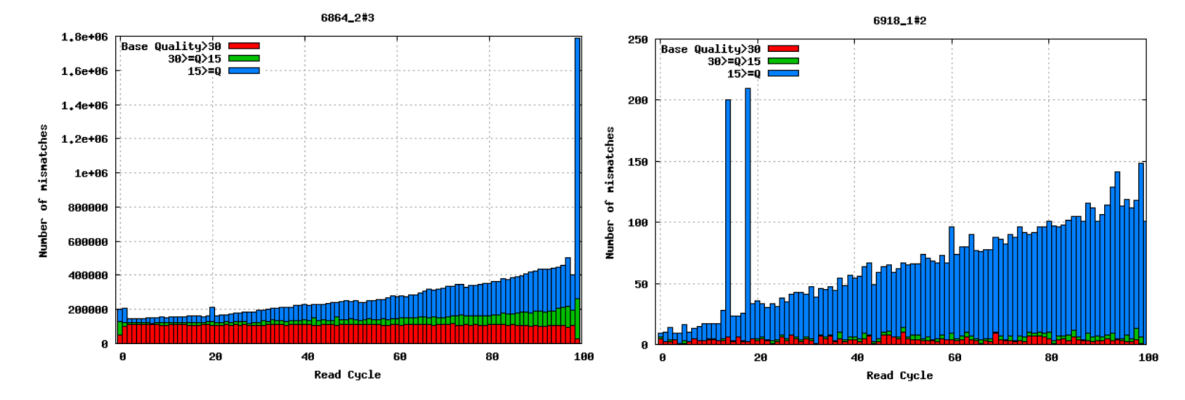 6864_2#3
1.8e+06
1.6e+06
1.4e+06
1.2e+06
1e+06
800000
600000
400000
200000
0
Number of mismatches
Base Quality>30
30>=Q>15
15>=Q
0 20 40 60 80 100
Read Cycle
6918_1#2
250
200
150
100
50
0
Number of mismatches
Base Quality>30
30>=Q>15
15>=Q
0 20 40 60 80 100
Read Cycle